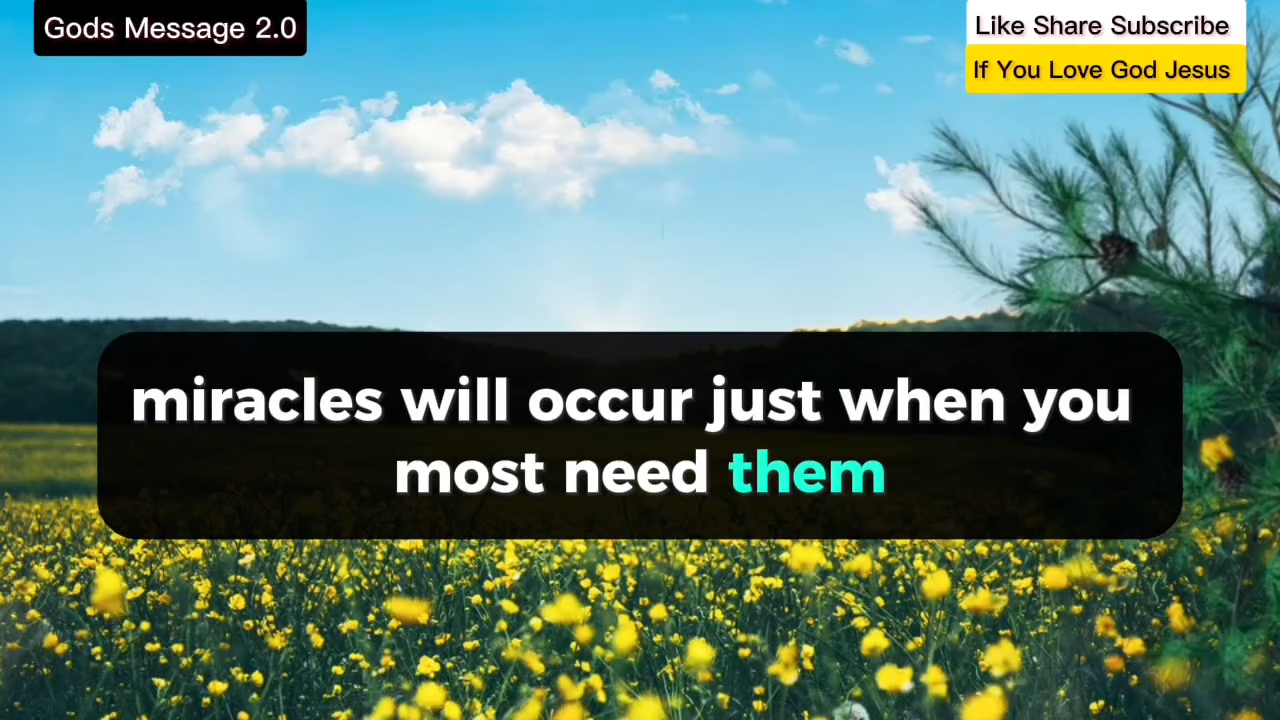 Gods Message 2.0
Like Share Subscribe
If You Love God Jesus
miracles will occur just when you
most need them